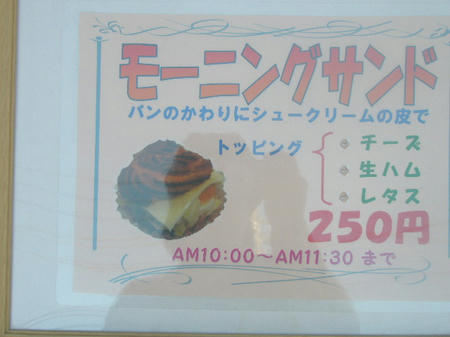 モーニングサンド
パンのかわりにシュークリームの皮で
トッピング
チーズ
生ハム
レタス
250円
AM10:00～AM11:30 まで